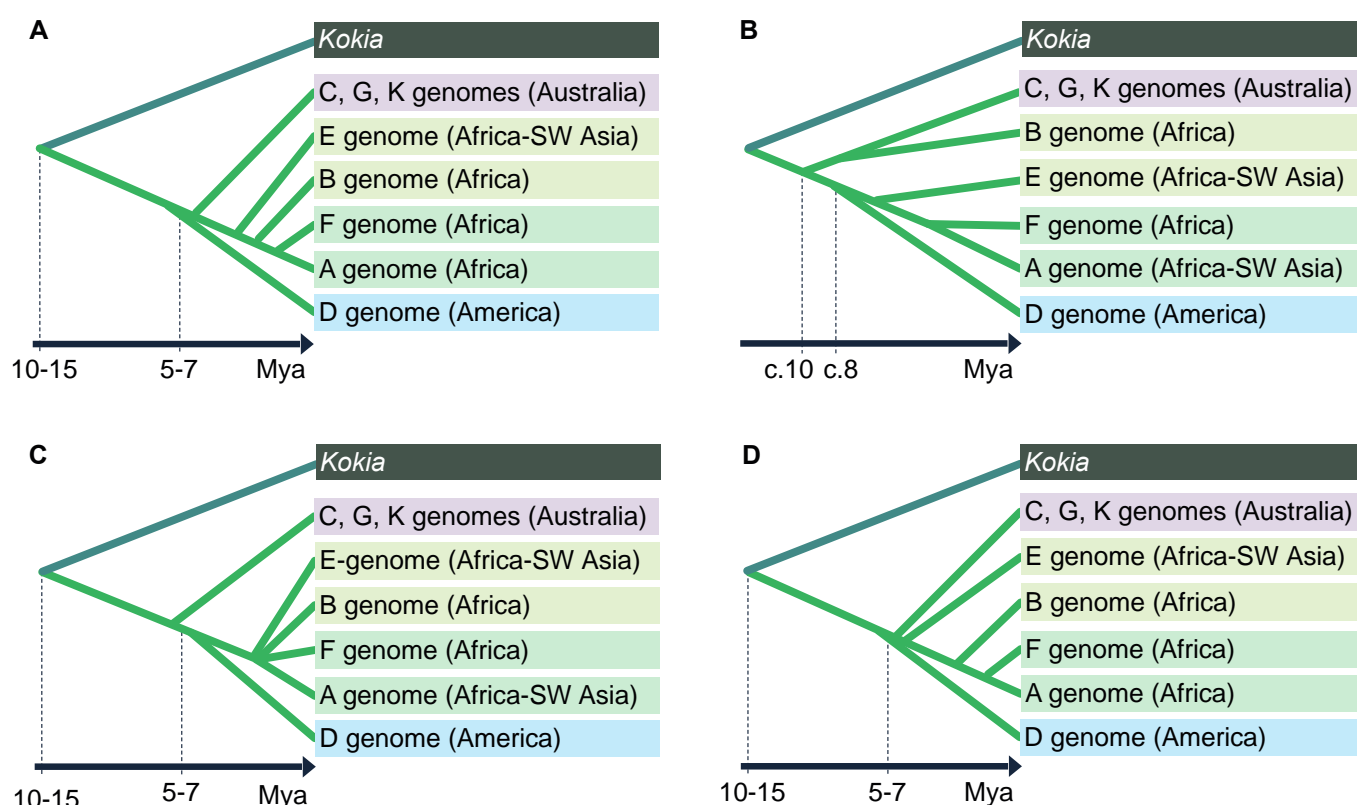 A
Kokia
C, G, K genomes (Australia)
E genome (Africa-SW Asia)
B genome (Africa)
F genome (Africa)
A genome (Africa)
D genome (America)
10-15
5-7
Mya
B
Kokia
C, G, K genomes (Australia)
B genome (Africa)
E genome (Africa-SW Asia)
F genome (Africa)
A genome (Africa-SW Asia)
D genome (America)
c.10
c.8
Mya
C
Kokia
C, G, K genomes (Australia)
E-genome (Africa-SW Asia)
B genome (Africa)
F genome (Africa)
A genome (Africa-SW Asia)
D genome (America)
10-15
5-7
Mya
D
Kokia
C, G, K genomes (Australia)
E genome (Africa-SW Asia)
B genome (Africa)
F genome (Africa)
A genome (Africa)
D genome (America)
10-15
5-7
Mya